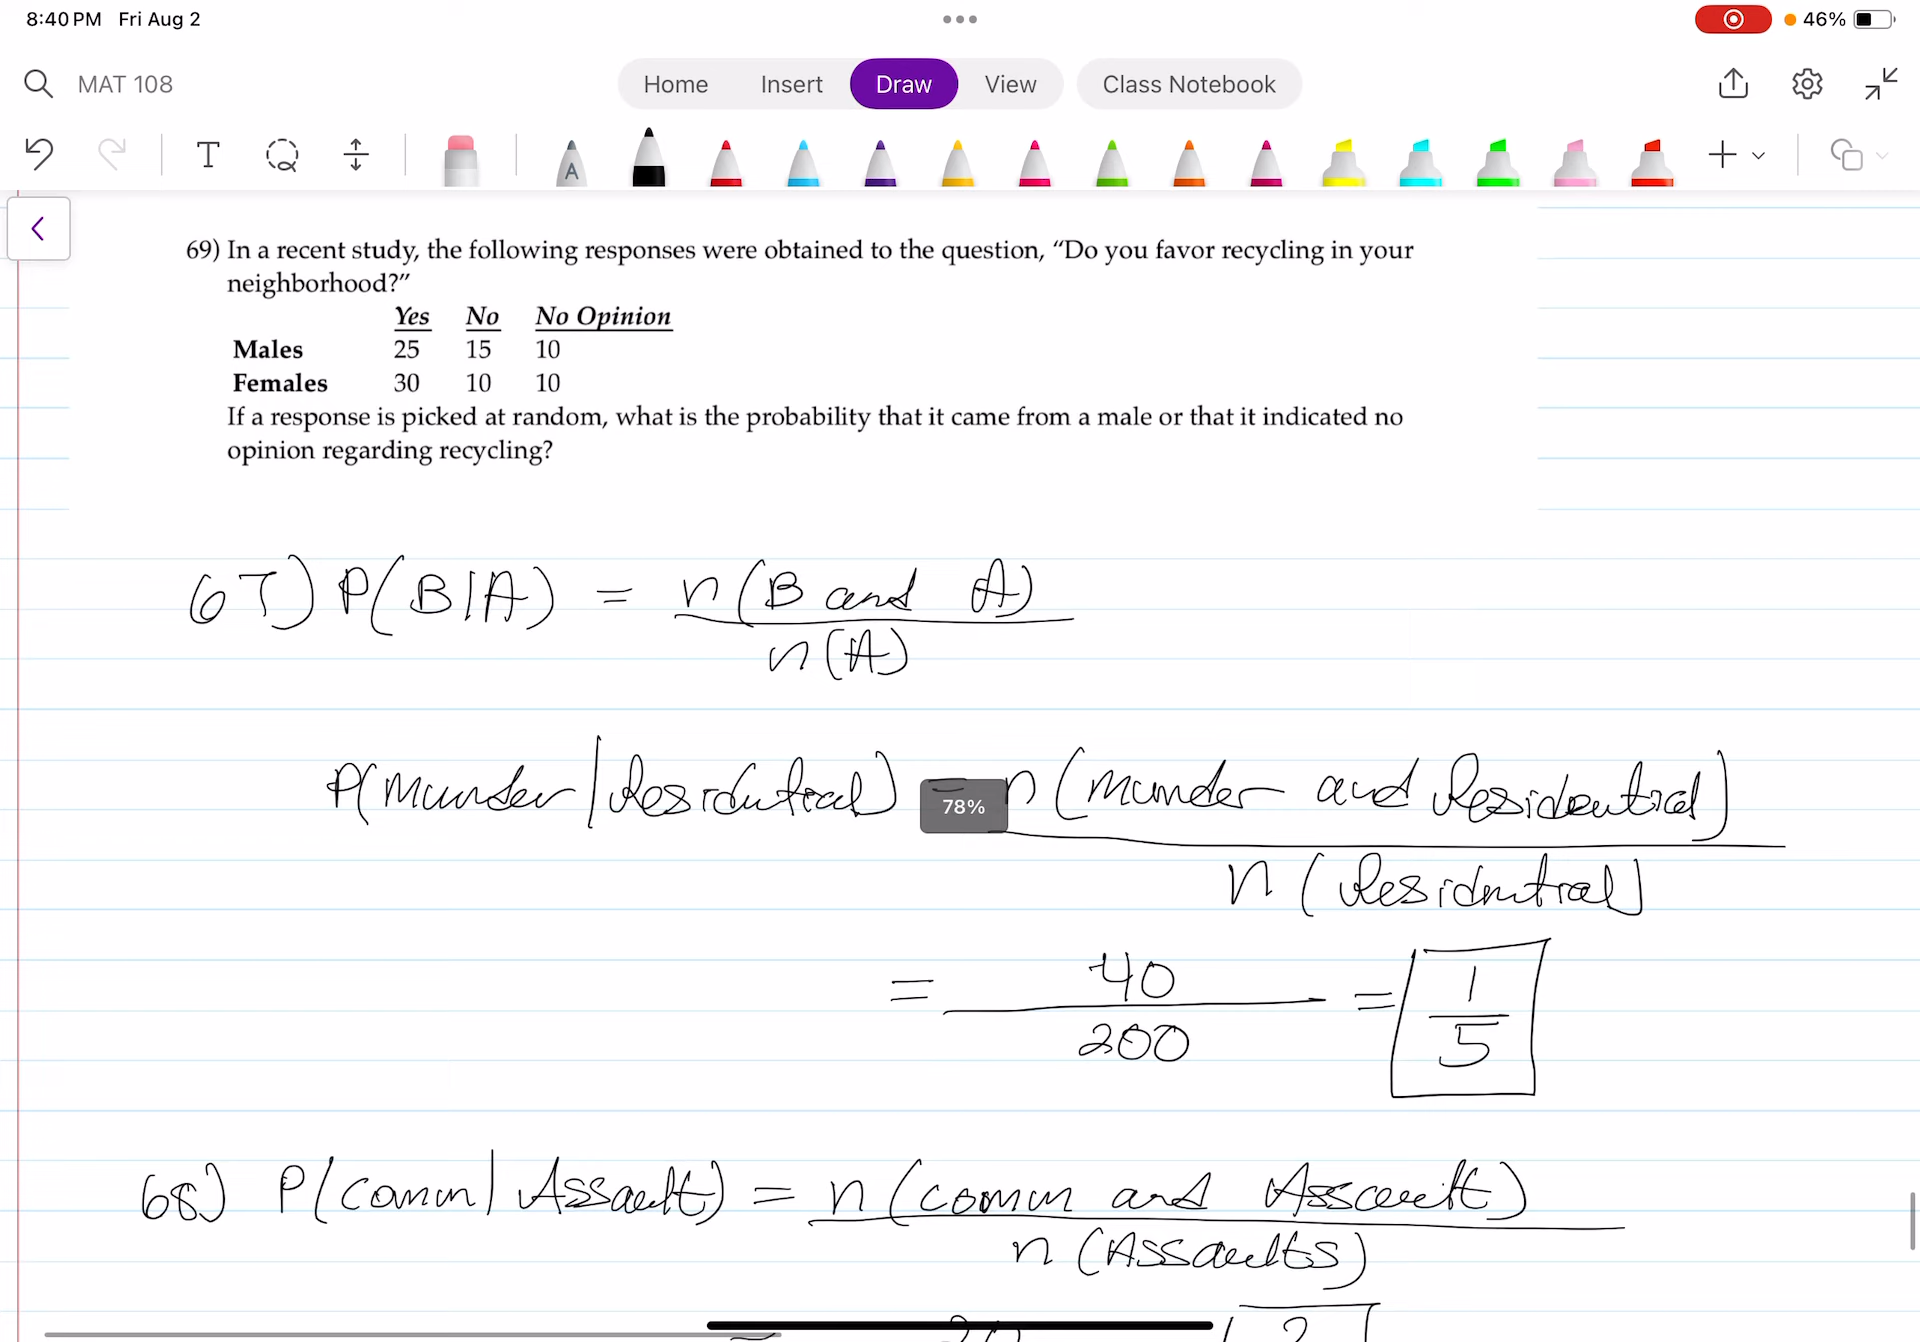 8:40 PM Fri Aug 2
46%
MAT 108
Home Insert Draw View Class Notebook
T
A
69) In a recent study, the following responses were obtained to the question, “Do you favor recycling in your
neighborhood?”
Yes No No Opinion
Males 25 15 10
Females 30 10 10
If a response is picked at random, what is the probability that it came from a male or that it indicated no
opinion regarding recycling?
67) P(B|A) = n(B and A)
n(A)
P(Murder|Residential) = n(Murder and Residential)
78%
n(Residential)
= 40 = 1
200 5
68) P(comm|Assault) = n(comm and Assault)
n(Assaults)